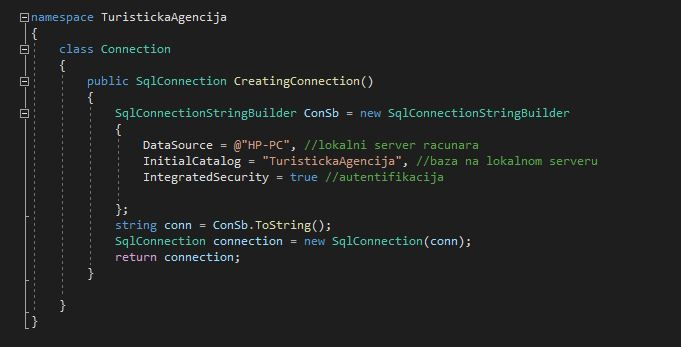 namespace TuristickaAgencija
{
class Connection
{
public SqlConnection CreatingConnection()
{
SqlConnectionStringBuilder ConSb = new SqlConnectionStringBuilder
{
DataSource = @"HP-PC", //lokalni server racunara
InitialCatalog = "TuristickaAgencija", //baza na lokalnom serveru
IntegratedSecurity = true //autentifikacija
};
string conn = ConSb.ToString();
SqlConnection connection = new SqlConnection(conn);
return connection;
}
}
}